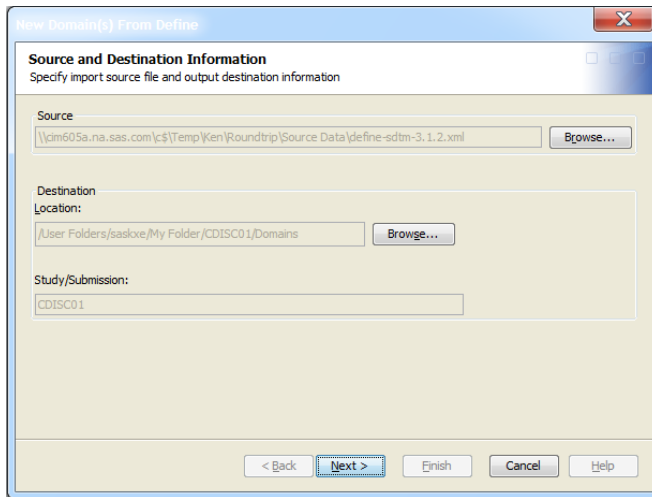 New Domain(s) From Define
Source and Destination Information
Specify import source file and output destination information
Source
\\cim605a.na.sas.com\c$\Temp\Ken\Roundtrip\Source Data\define-sdtm-3.1.2.xml
Browse...
Destination
Location:
/User Folders/saskxe/My Folder/CDISC01/Domains
Browse...
Study/Submission:
CDISC01
< Back
Next >
Finish
Cancel
Help